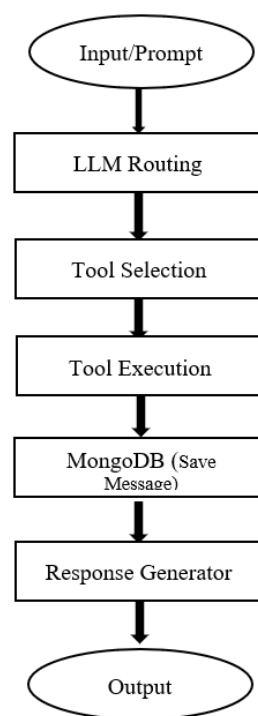 Input/Prompt
LLM Routing
Tool Selection
Tool Execution
MongoDB (Save
Message)
Response Generator
Output